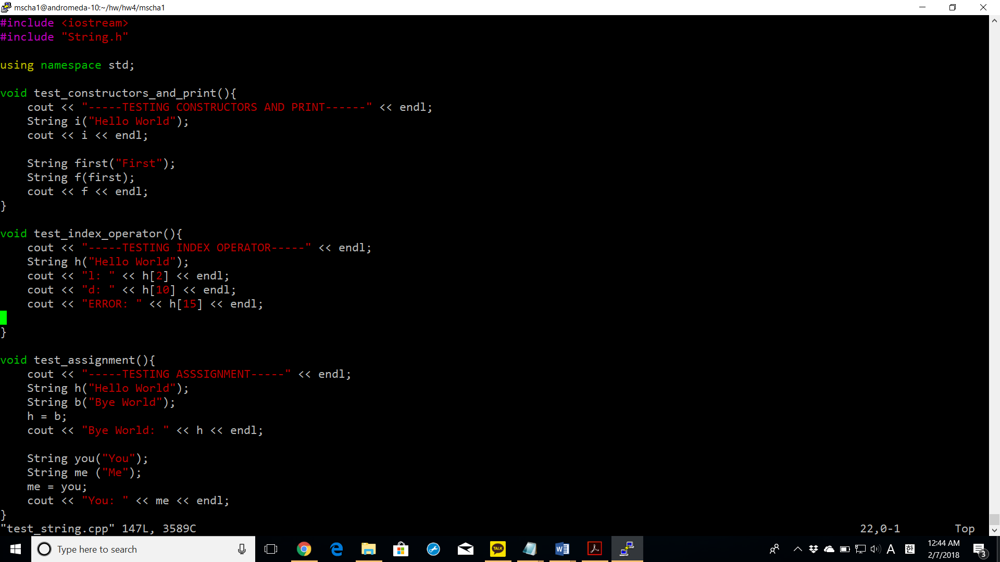 mscha1@andromeda-10:~/hw/hw4/mscha1
#include <iostream>
#include "String.h"
using namespace std;
void test_constructors_and_print(){
    cout << "-----TESTING CONSTRUCTORS AND PRINT------" << endl;
    String i("Hello World");
    cout << i << endl;
    String first("First");
    String f(first);
    cout << f << endl;
}
void test_index_operator(){
    cout << "-----TESTING INDEX OPERATOR-----" << endl;
    String h("Hello World");
    cout << "l: " << h[2] << endl;
    cout << "d: " << h[10] << endl;
    cout << "ERROR: " << h[15] << endl;
}
void test_assignment(){
    cout << "-----TESTING ASSSIGNMENT-----" << endl;
    String h("Hello World");
    String b("Bye World");
    h = b;
    cout << "Bye World: " << h << endl;
    String you("You");
    String me ("Me");
    me = you;
    cout << "You: " << me << endl;
}
"test_string.cpp" 147L, 3589C 22,0-1 Top
Type here to search
TALK
A 한
12:44 AM
2/7/2018
3